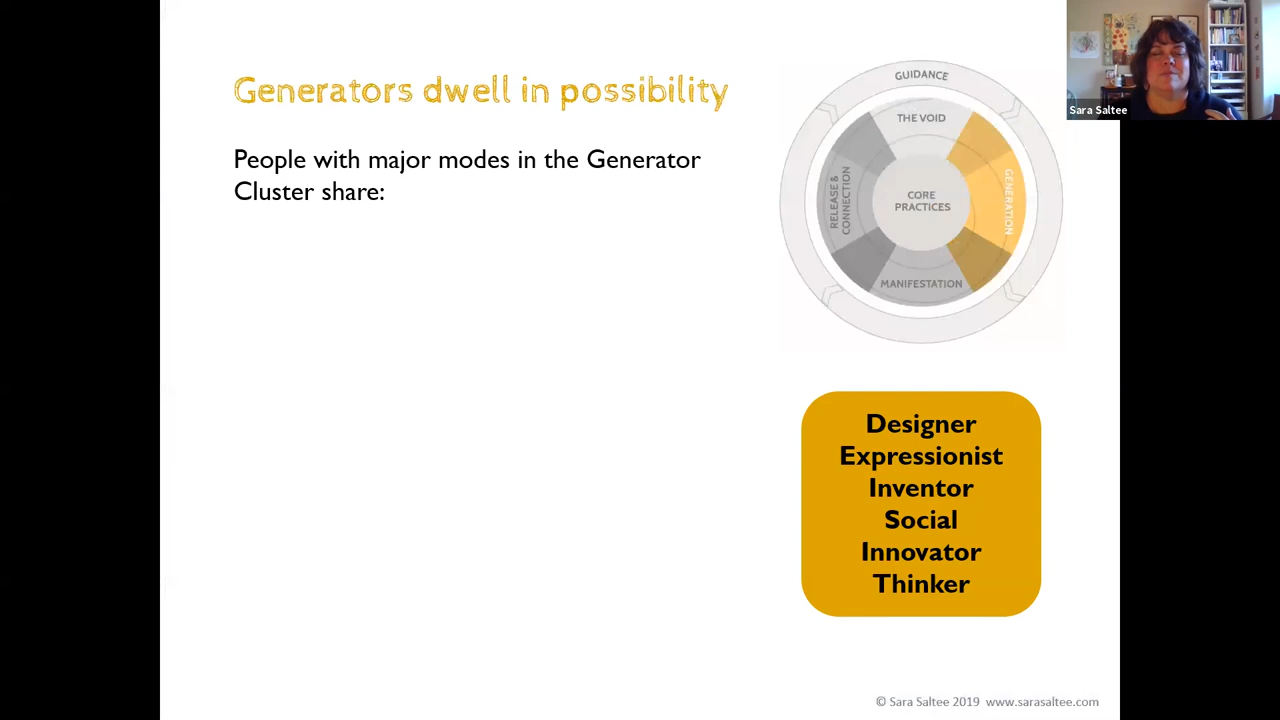 Generators dwell in possibility
People with major modes in the Generator
Cluster share:
GUIDANCE
THE VOID
RELEASE &
CONNECTION
CORE
PRACTICES
GENERATION
MANIFESTATION
Designer
Expressionist
Inventor
Social
Innovator
Thinker
Sara Saltee
© Sara Saltee 2019 www.sarasaltee.com